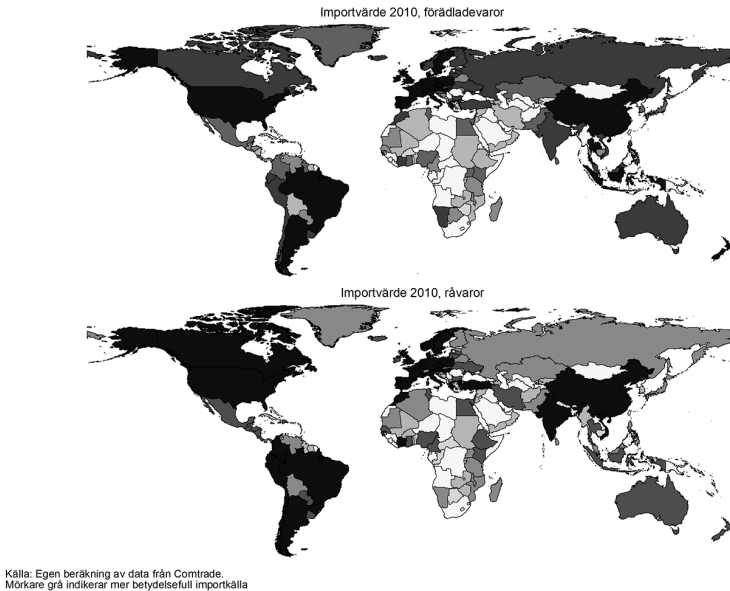 Importvärde 2010, förädladevaror
Importvärde 2010, råvaror
Källa: Egen beräkning av data från Comtrade.
Mörkare grå indikerar mer betydelsefull importkälla